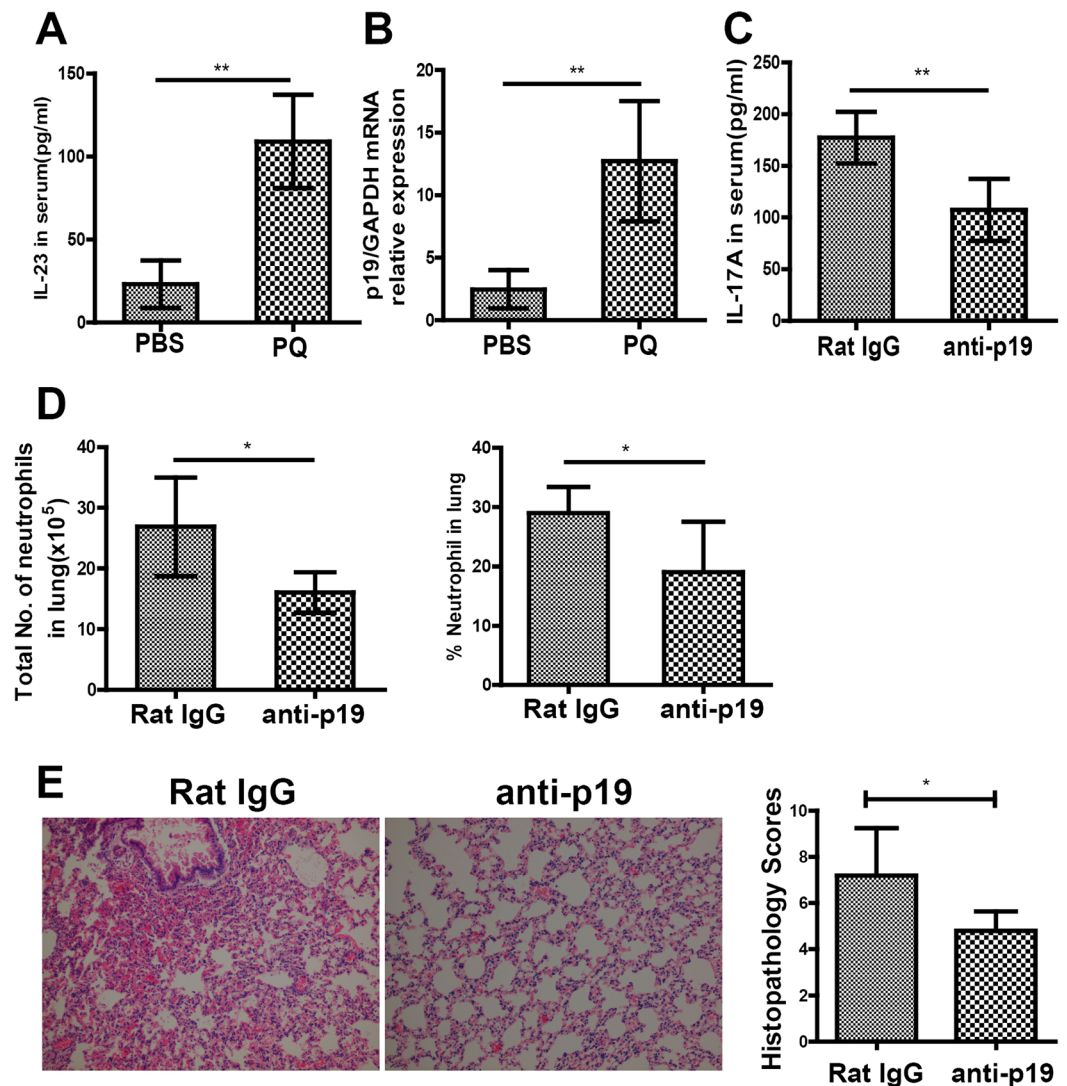 A
IL-23 in serum(pg/ml)
150
100
50
0
**
PBS
PQ
B
p19/GAPDH mRNA
relative expression
20
15
10
5
0
**
PBS
PQ
C
IL-17A in serum(pg/ml)
250
200
150
100
50
0
**
Rat IgG
anti-p19
D
Total No. of neutrophils
in lung(x10⁵)
40
30
20
10
0
*
Rat IgG
anti-p19
% Neutrophil in lung
40
30
20
10
0
*
Rat IgG
anti-p19
E
Rat IgG
anti-p19
Histopathology Scores
10
8
6
4
2
0
*
Rat IgG
anti-p19